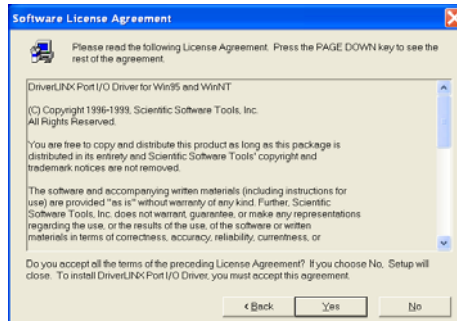 Software License Agreement
Please read the following License Agreement. Press the PAGE DOWN key to see the
rest of the agreement.
DriverLINX Port I/O Driver for Win95 and WinNT
(C) Copyright 1996-1999, Scientific Software Tools, Inc.
All Rights Reserved.
You are free to copy and distribute this product as long as this package is
distributed in its entirety and Scientific Software Tools' copyright and
trademark notices are not removed.
The software and accompanying written materials (including instructions for
use) are provided "as is" without warranty of any kind. Further, Scientific
Software Tools, Inc. does not warrant, guarantee, or make any representations
regarding the use, or the results of the use, of the software or written
materials in terms of correctness, accuracy, reliability, currentness, or
Do you accept all the terms of the preceding License Agreement? If you choose No, Setup will
close. To install DriverLINX Port I/O Driver, you must accept this agreement.
< Back
Yes
No